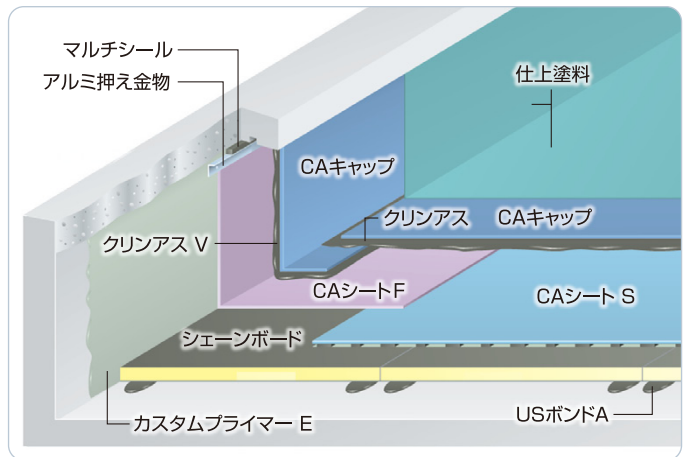 マルチシール
アルミ押え金物
仕上塗料
CAキャップ
クリンアス CAキャップ
クリンアス V
CAシートF
CAシート S
シェーンボード
カスタムプライマー E
USボンドA